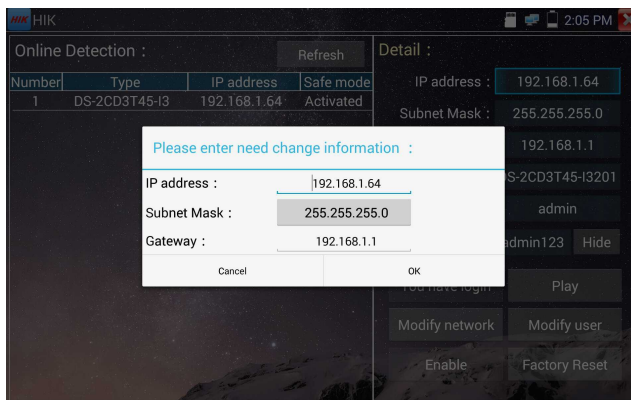 HIK HIK 2:05 PM
Online Detection : Refresh
Number Type IP address Safe mode
1 DS-2CD3T45-I3 192.168.1.64 Activated
Detail :
IP address : 192.168.1.64
Subnet Mask : 255.255.255.0
192.168.1.1
S-2CD3T45-I3201
admin
admin123 Hide
You have login Play
Modify network Modify user
Enable Factory Reset
Please enter need change information :
IP address : 192.168.1.64
Subnet Mask : 255.255.255.0
Gateway : 192.168.1.1
Cancel OK